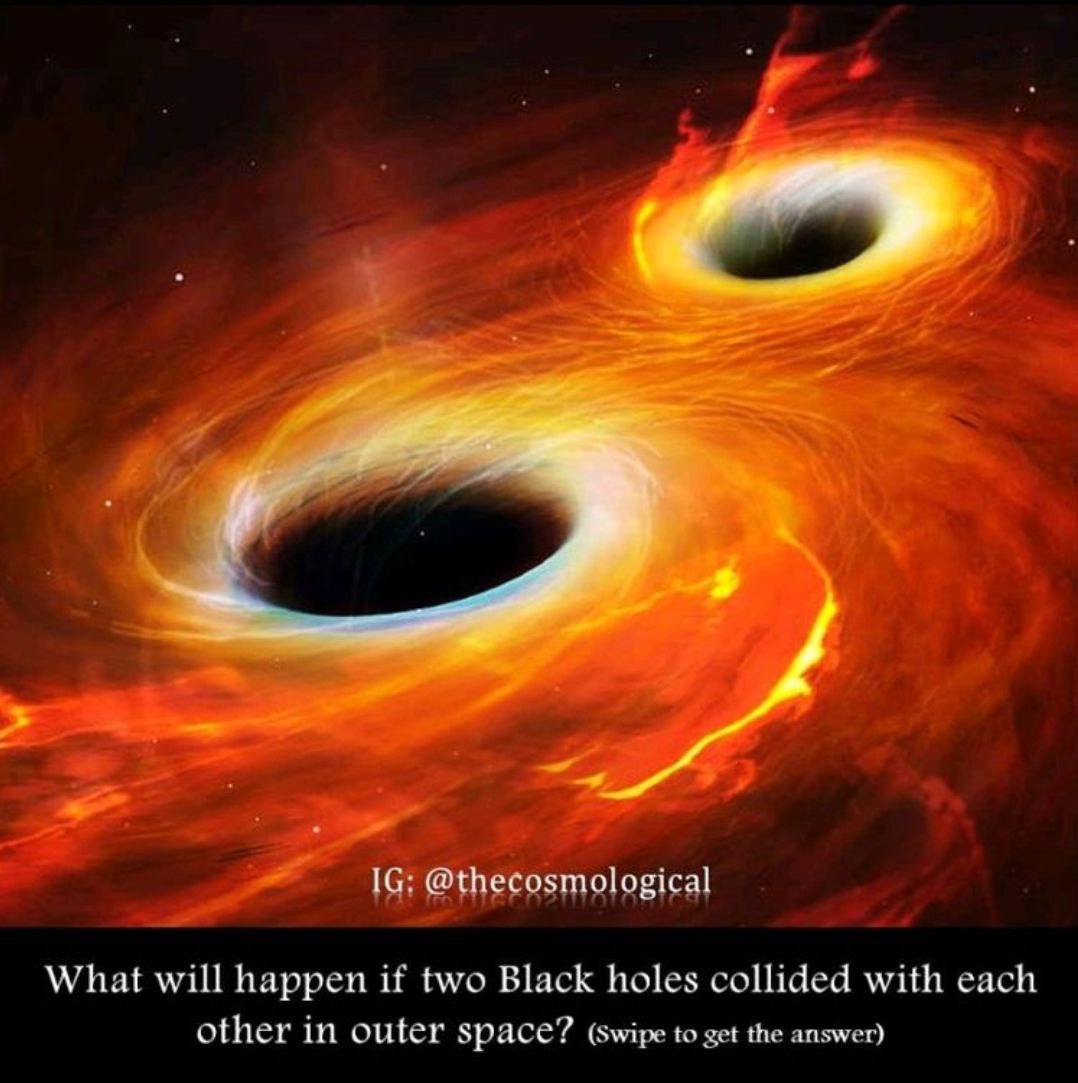 IG: @thecosmological
What will happen if two Black holes collided with each
other in outer space? (Swipe to get the answer)